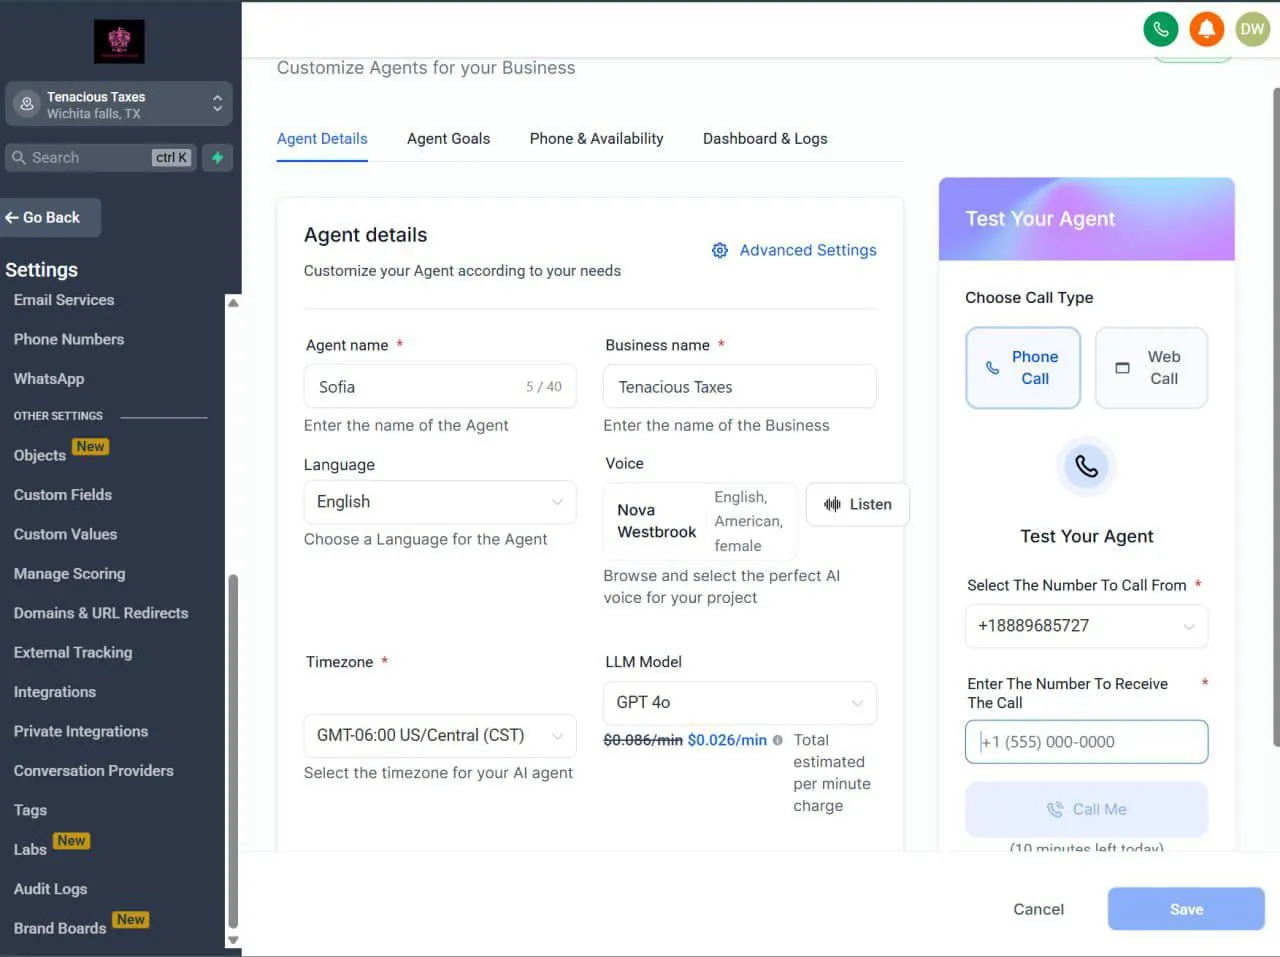 Tenacious Taxes
Wichita falls, TX
Search
ctrl K
Go Back
Settings
Email Services
Phone Numbers
WhatsApp
OTHER SETTINGS
Objects New
Custom Fields
Custom Values
Manage Scoring
Domains & URL Redirects
External Tracking
Integrations
Private Integrations
Conversation Providers
Tags
Labs New
Audit Logs
Brand Boards New
DW
Customize Agents for your Business
Agent Details
Agent Goals
Phone & Availability
Dashboard & Logs
Agent details
Customize your Agent according to your needs
Advanced Settings
Agent name *
Sofia
5 / 40
Enter the name of the Agent
Business name *
Tenacious Taxes
Enter the name of the Business
Language
English
Choose a Language for the Agent
Voice
Nova
Westbrook
English,
American,
female
Listen
Browse and select the perfect AI
voice for your project
Timezone *
GMT-06:00 US/Central (CST)
Select the timezone for your AI agent
LLM Model
GPT 4o
$0.086/min $0.026/min
Total
estimated
per minute
charge
Test Your Agent
Choose Call Type
Phone
Call
Web
Call
Test Your Agent
Select The Number To Call From *
+18889685727
Enter The Number To Receive *
The Call
+1 (555) 000-0000
Call Me
(10 minutes left today)
Cancel
Save